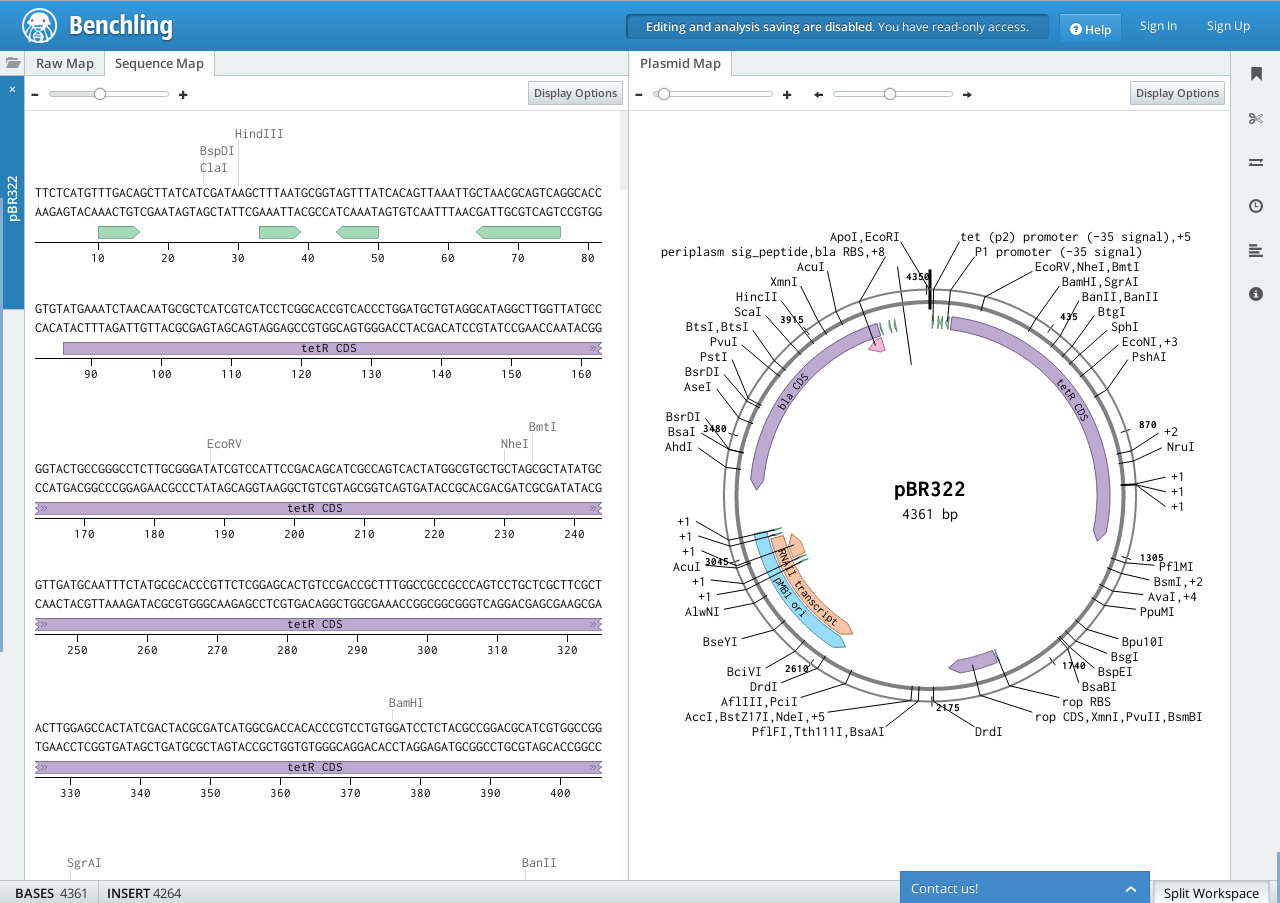 Benchling
Editing and analysis saving are disabled. You have read-only access.
Help
Sign In
Sign Up
Raw Map
Sequence Map
Plasmid Map
Display Options
Display Options
pBR322
HindIII
BspDI
ClaI
TTCTCATGTTTGACAGCTTATCATCGATAAGCTTTAATGCGGTAGTTTATCACAGTTAAATTGCTAACGCAGTCAGGCACC
AAGAGTACAAACTGTCGAATAGTAGCTATTCGAAATTACGCCATCAAATAGTGTCAATTTAACGATTGCGTCAGTCCGTGG
10 20 30 40 50 60 70 80
GTGTATGAAATCTAACAATGCGCTCATCGTCATCCTCGGCACCGTCACCCTGGATGCTGTAGGCATAGGCTTGGTTATGCC
CACATACTTTAGATTGTTACGCGAGTAGCAGTAGGAGCCGTGGCAGTGGGACCTACGACATCCGTATCCGAACCAATACGG
tetR CDS
90 100 110 120 130 140 150 160
BmtI
EcoRV NheI
GGTACTGCCGGGCCTCTTGCGGGATATCGTCCATTCCGACAGCATCGCCAGTCACTATGGCGTGCTGCTAGCGCTATATGC
CCATGACGGCCCGGAGAACGCCCTATAGCAGGTAAGGCTGTCGTAGCGGTCAGTGATACCGCACGACGATCGCGATATACG
tetR CDS
170 180 190 200 210 220 230 240
GTTGATGCAATTTCTATGCGCACCCGTTCTCGGAGCACTGTCCGACCGCTTTGGCCGCCGCCCAGTCCTGCTCGCTTCGCT
CAACTACGTTAAAGATACGCGTGGGCAAGAGCCTCGTGACAGGCTGGCGAAACCGGCGGCGGGTCAGGACGAGCGAAGCGA
tetR CDS
250 260 270 280 290 300 310 320
BamHI
ACTTGGAGCCACTATCGACTACGCGATCATGGCGACCACACCCGTCCTGTGGATCCTCTACGCCGGACGCATCGTGGCCGG
TGAACCTCGGTGATAGCTGATGCGCTAGTACCGCTGGTGTGGGCAGGACACCTAGGAGATGCGGCCTGCGTAGCACCGGCC
tetR CDS
330 340 350 360 370 380 390 400
SgrAI BanII
ApoI,EcoRI
periplasm sig_peptide,bla RBS,+8
AcuI
XmnI
HincII
ScaI
BtsI,BtsI
PvuI
PstI
BsrDI
AseI
BsrDI
BsaI
AhdI
+1
+1
+1
AcuI
+1
+1
AlwNI
BseYI
BciVI
DrdI
AflIII,PciI
AccI,BstZ17I,NdeI,+5
PflFI,Tth111I,BsaAI
tet (p2) promoter (-35 signal),+5
P1 promoter (-35 signal)
EcoRV,NheI,BmtI
BamHI,SgrAI
BanII,BanII
BtgI
SphI
EcoNI,+3
PshAI
+2
NruI
+1
+1
+1
PflMI
BsmI,+2
AvaI,+4
PpuMI
Bpu10I
BsgI
BspEI
BsaBI
rop RBS
rop CDS,XmnI,PvuII,BsmBI
DrdI
4350
435
870
1305
1740
2175
2610
3045
3480
3915
bla CDS
tetR CDS
RNAII transcript
pMB1 ori
pBR322
4361 bp
BASES 4361 INSERT 4264
Contact us!
Split Workspace